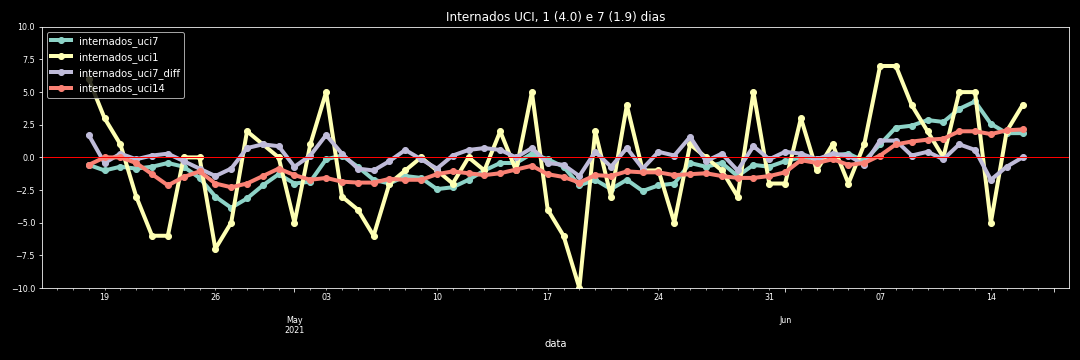 Internados UCI, 1 (4.0) e 7 (1.9) dias
internados_uci7
internados_uci1
internados_uci7_diff
internados_uci14
10.0
7.5
5.0
2.5
0.0
−2.5
−5.0
−7.5
−10.0
19 26 03 10 17 24 31 07 14
May Jun
2021
data